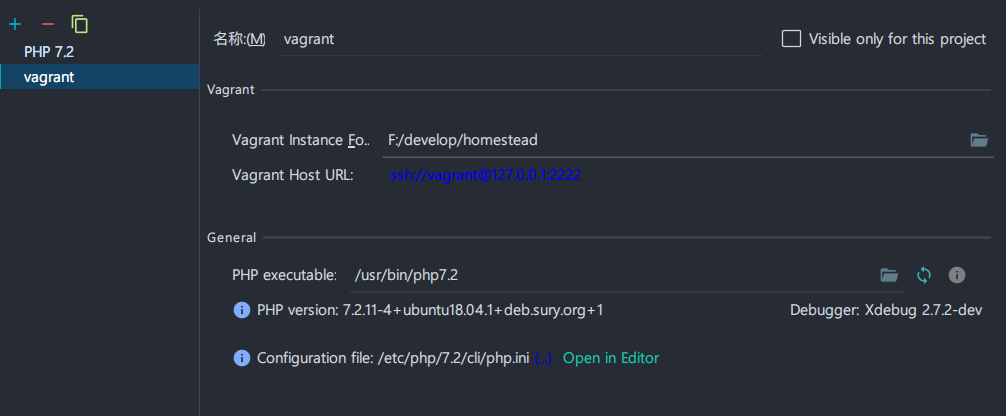 PHP 7.2
vagrant
名称:(M) vagrant Visible only for this project
Vagrant
Vagrant Instance Fo.. F:/develop/homestead
Vagrant Host URL: ssh://vagrant@127.0.0.1:2222
General
PHP executable: /usr/bin/php7.2
PHP version: 7.2.11-4+ubuntu18.04.1+deb.sury.org+1 Debugger: Xdebug 2.7.2-dev
Configuration file: /etc/php/7.2/cli/php.ini (...) Open in Editor